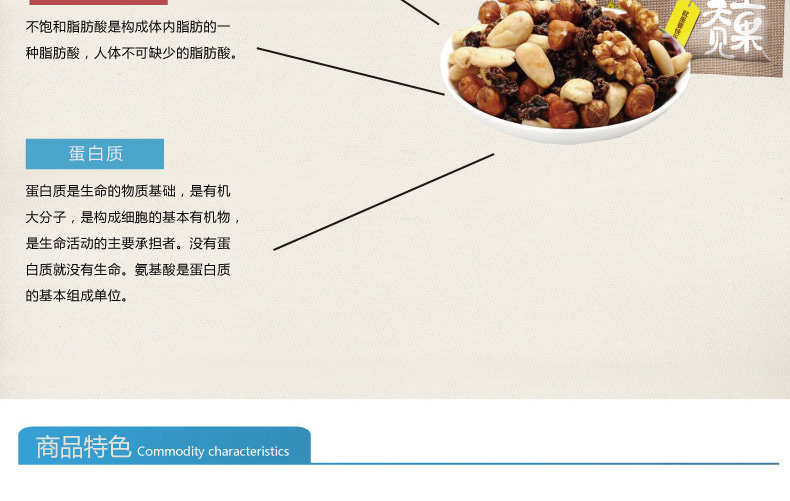 不饱和脂肪酸是构成体内脂肪的一
种脂肪酸，人体不可缺少的脂肪酸。
蛋白质
蛋白质是生命的物质基础，是有机
大分子，是构成细胞的基本有机物，
是生命活动的主要承担者。没有蛋
白质就没有生命。氨基酸是蛋白质
的基本组成单位。
商品特色 Commodity characteristics